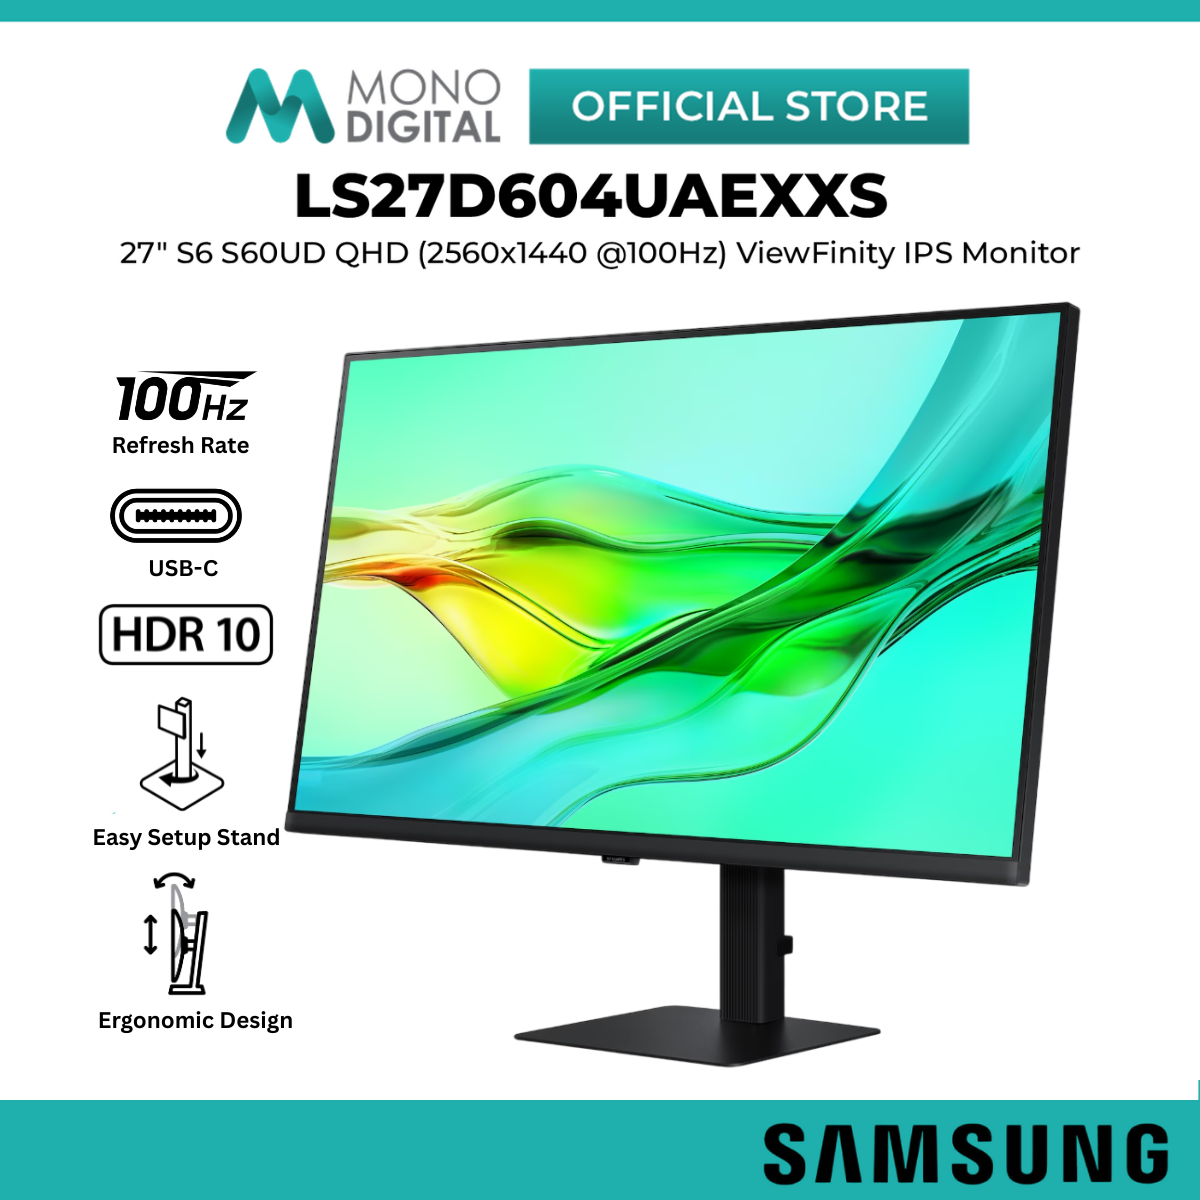 MONO
DIGITAL
OFFICIAL STORE
LS27D604UAEXXS
27" S6 S60UD QHD (2560x1440 @100Hz) ViewFinity IPS Monitor
100Hz
Refresh Rate
USB-C
HDR 10
Easy Setup Stand
Ergonomic Design
SAMSUNG